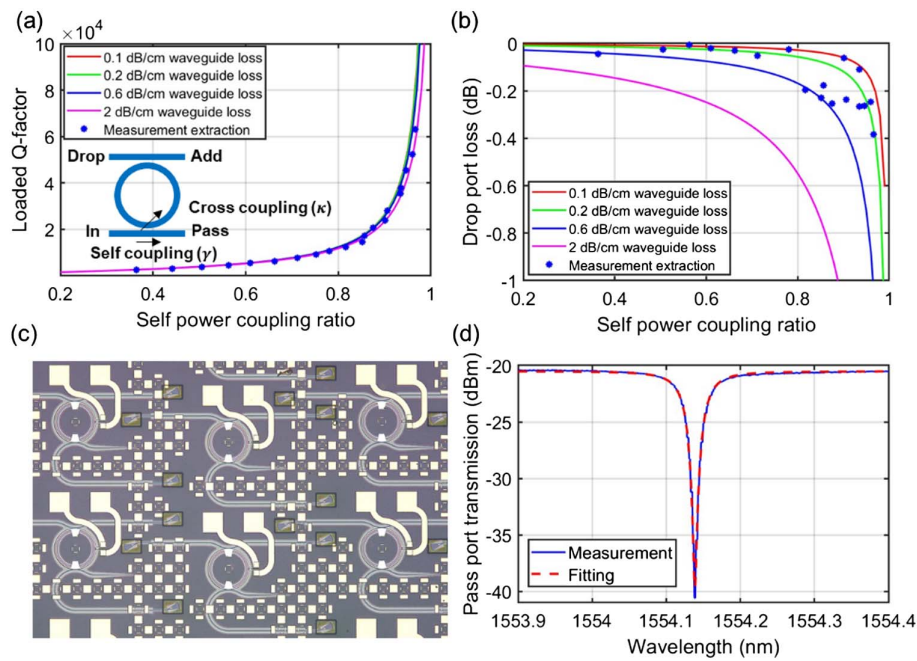 (a)
× 10⁴
10
8
6
4
2
Loaded Q-factor
0.1 dB/cm waveguide loss
0.2 dB/cm waveguide loss
0.6 dB/cm waveguide loss
2 dB/cm waveguide loss
Measurement extraction
Drop Add
Cross coupling (κ)
In Pass
Self coupling (γ)
0.2 0.4 0.6 0.8 1
Self power coupling ratio
(b)
0
-0.2
-0.4
-0.6
-0.8
-1
Drop port loss (dB)
0.1 dB/cm waveguide loss
0.2 dB/cm waveguide loss
0.6 dB/cm waveguide loss
2 dB/cm waveguide loss
Measurement extraction
0.2 0.4 0.6 0.8 1
Self power coupling ratio
(c)
(d)
-20
-25
-30
-35
-40
Pass port transmission (dBm)
Measurement
Fitting
1553.9 1554 1554.1 1554.2 1554.3 1554.4
Wavelength (nm)